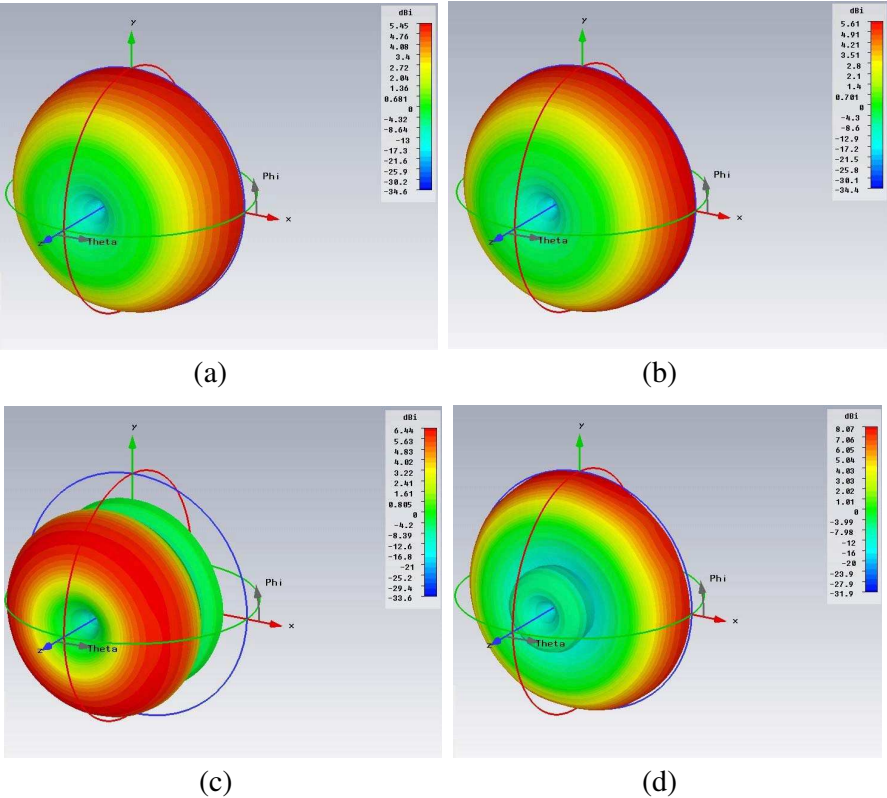 dBi
5.45
4.76
4.08
3.4
2.72
2.04
1.36
0.681
0
-4.32
-8.64
-13
-17.3
-21.6
-25.9
-30.2
-34.6
y
Phi
x
z
Theta
(a)
dBi
5.61
4.91
4.21
3.51
2.8
2.1
1.4
0.701
0
-4.3
-8.6
-12.9
-17.2
-21.5
-25.8
-30.1
-34.4
y
Phi
x
z
Theta
(b)
dBi
6.44
5.63
4.83
4.02
3.22
2.41
1.61
0.805
0
-4.2
-8.39
-12.6
-16.8
-21
-25.2
-29.4
-33.6
y
Phi
x
z
Theta
(c)
dBi
8.07
7.06
6.05
5.04
4.03
3.03
2.02
1.01
0
-3.99
-7.98
-12
-16
-20
-23.9
-27.9
-31.9
y
Phi
x
z
Theta
(d)